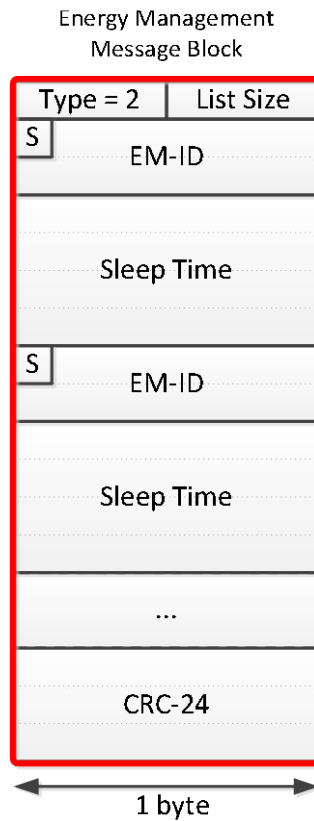 Energy Management
Message Block
Type = 2 List Size
S
EM-ID
Sleep Time
S
EM-ID
Sleep Time
...
CRC-24
1 byte